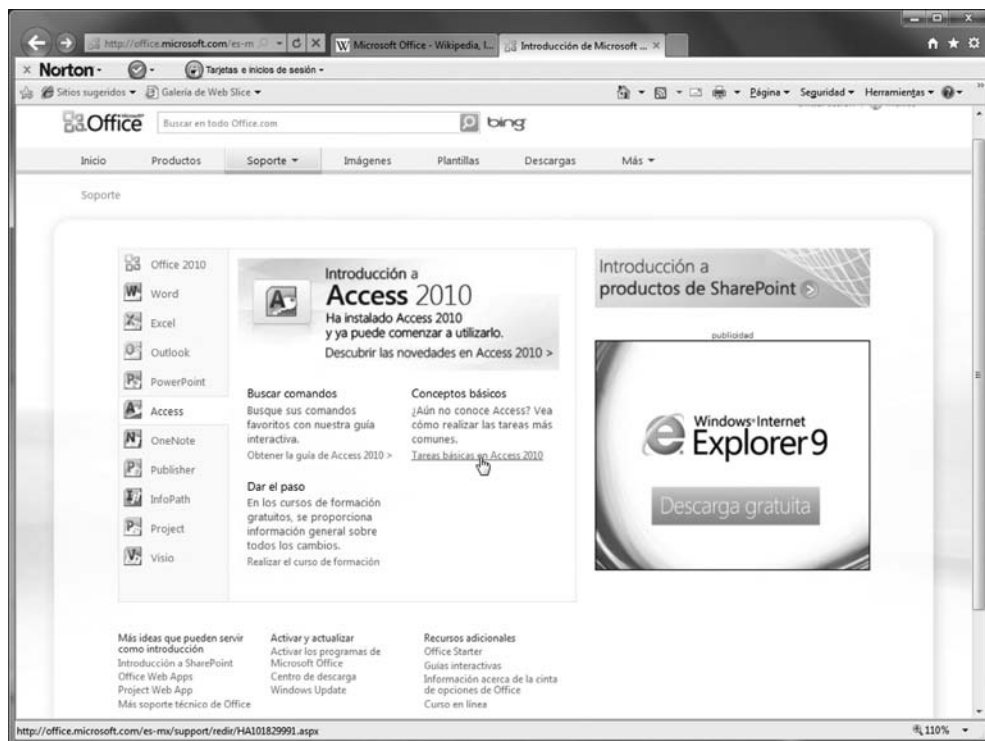 http://office.microsoft.com/es-m
Microsoft Office - Wikipedia, l...
Introducción de Microsoft ...
Norton
Tarjetas e inicios de sesión
Sitios sugeridos
Galería de Web Slice
Página
Seguridad
Herramientas
Office
Buscar en todo Office.com
bing
Inicio
Productos
Soporte
Imágenes
Plantillas
Descargas
Más
Soporte
Office 2010
Word
Excel
Outlook
PowerPoint
Access
OneNote
Publisher
InfoPath
Project
Visio
Introducción a
Access 2010
Ha instalado Access 2010
y ya puede comenzar a utilizarlo.
Descubrir las novedades en Access 2010 >
Buscar comandos
Busque sus comandos
favoritos con nuestra guía
interactiva.
Obtener la guía de Access 2010 >
Dar el paso
En los cursos de formación
gratuitos, se proporciona
información general sobre
todos los cambios.
Realizar el curso de formación
Conceptos básicos
¿Aún no conoce Access? Vea
cómo realizar las tareas más
comunes.
Tareas básicas en Access 2010
Introducción a
productos de SharePoint
publicidad
Windows Internet
Explorer 9
Descarga gratuita
Más ideas que pueden servir
como introducción
Introducción a SharePoint
Office Web Apps
Project Web App
Más soporte técnico de Office
Activar y actualizar
Activar los programas de
Microsoft Office
Centro de descarga
Windows Update
Recursos adicionales
Office Starter
Guías interactivas
Información acerca de la cinta
de opciones de Office
Curso en línea
http://office.microsoft.com/es-mx/support/redir/HA101829991.aspx
110%